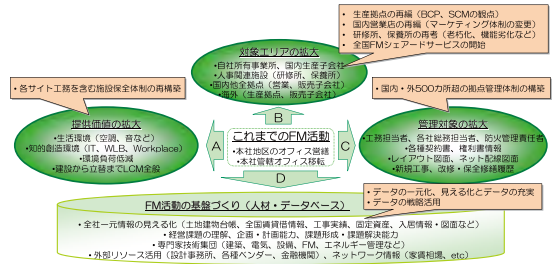 ・生産拠点の再編（BCP、SCMの観点）
・国内営業店の再編（マーケティング体制の変更）
・研修所、保養所の再考（老朽化、機能劣化など）
・全国FMシェアードサービスの開始
対象エリアの拡大
・自社所有事業所、国内生産子会社
・人事関連施設（研修所、保養所）
・国内他全拠点（営業、販売子会社）
・海外（生産拠点、販売子会社）
・各サイト工務を含む施設保全体制の再構築
・国内・外500カ所超の拠点管理体制の構築
提供価値の拡大
・生活環境（空調、音など）
・知的創造環境（IT、WLB、Workplace）
・環境負荷低減
・建設から立替までLCM全般
B
A
これまでのFM活動
・本社地区のオフィス営繕
・本社管轄オフィス移転
C
D
管理対象の拡大
・工務担当者、各社総務担当者、防火管理責任者
・各種契約書、権利書情報
・レイアウト図面、ネット配線図面
・新規工事、改修・保全修繕履歴
・データの一元化、見える化とデータの充実
・データの戦略活用
FM活動の基盤づくり（人材・データベース）
・全社一元情報の見える化（土地建物台帳、全国賃貸借情報、工事実績、固定資産、入居情報・図面など）
・経営課題の理解、企画・計画能力、課題形成・課題解決能力
・専門家技術集団（建築、電気、設備、FM、エネルギー管理など）
・外部リソース活用（設計事務所、各種ベンダー、金融機関）、ネットワーク情報（家賃相場、etc）